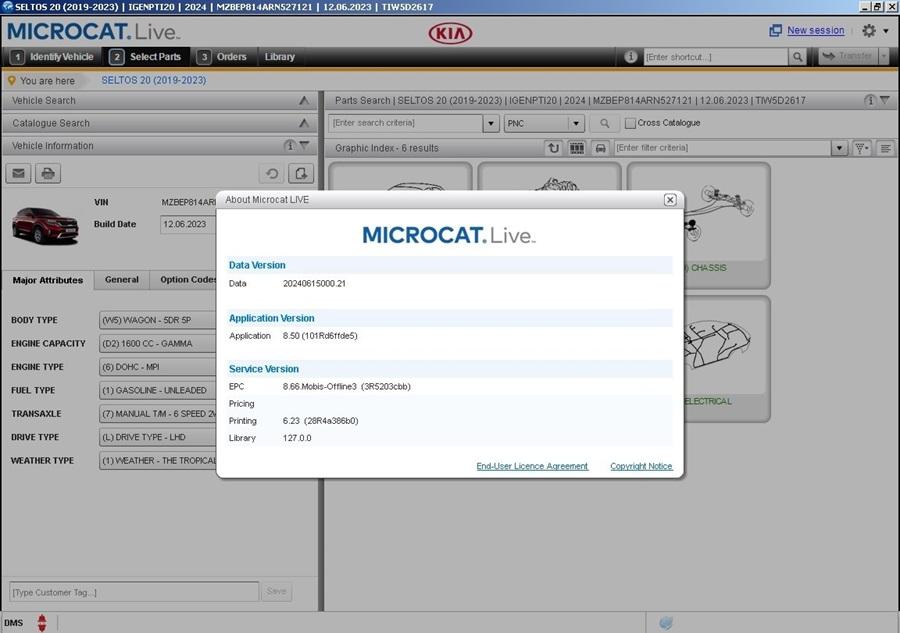 SELTOS 20 (2019-2023) | IGENPTI20 | 2024 | MZBEP814ARN527121 | 12.06.2023 | TIW5D2617
MICROCAT.Live™
KIA
New session
1 Identify Vehicle 2 Select Parts 3 Orders Library
[Enter shortcut...] Transfer
You are here SELTOS 20 (2019-2023)
Vehicle Search
Parts Search | SELTOS 20 (2019-2023) | IGENPTI20 | 2024 | MZBEP814ARN527121 | 12.06.2023 | TIW5D2617
Catalogue Search
[Enter search criteria] PNC Cross Catalogue
Vehicle Information
Graphic Index - 6 results [Enter filter criteria]
VIN MZBEP814AR
Build Date 12.06.2023
Major Attributes General Option Codes
BODY TYPE (W5) WAGON - 5DR 5P
ENGINE CAPACITY (D2) 1600 CC - GAMMA
ENGINE TYPE (6) DOHC - MPI
FUEL TYPE (1) GASOLINE - UNLEADED
TRANSAXLE (7) MANUAL T/M - 6 SPEED 2W
DRIVE TYPE (L) DRIVE TYPE - LHD
WEATHER TYPE (1) WEATHER - THE TROPICAL
) CHASSIS
ELECTRICAL
About Microcat LIVE
MICROCAT.Live™
Data Version
Data 20240615000.21
Application Version
Application 8.50 (101Rd6ffde5)
Service Version
EPC 8.66.Mobis-Offline3 (3R5203cbb)
Pricing
Printing 6.23 (28R4a386b0)
Library 127.0.0
End-User Licence Agreement Copyright Notice
[Type Customer Tag...] Save
DMS